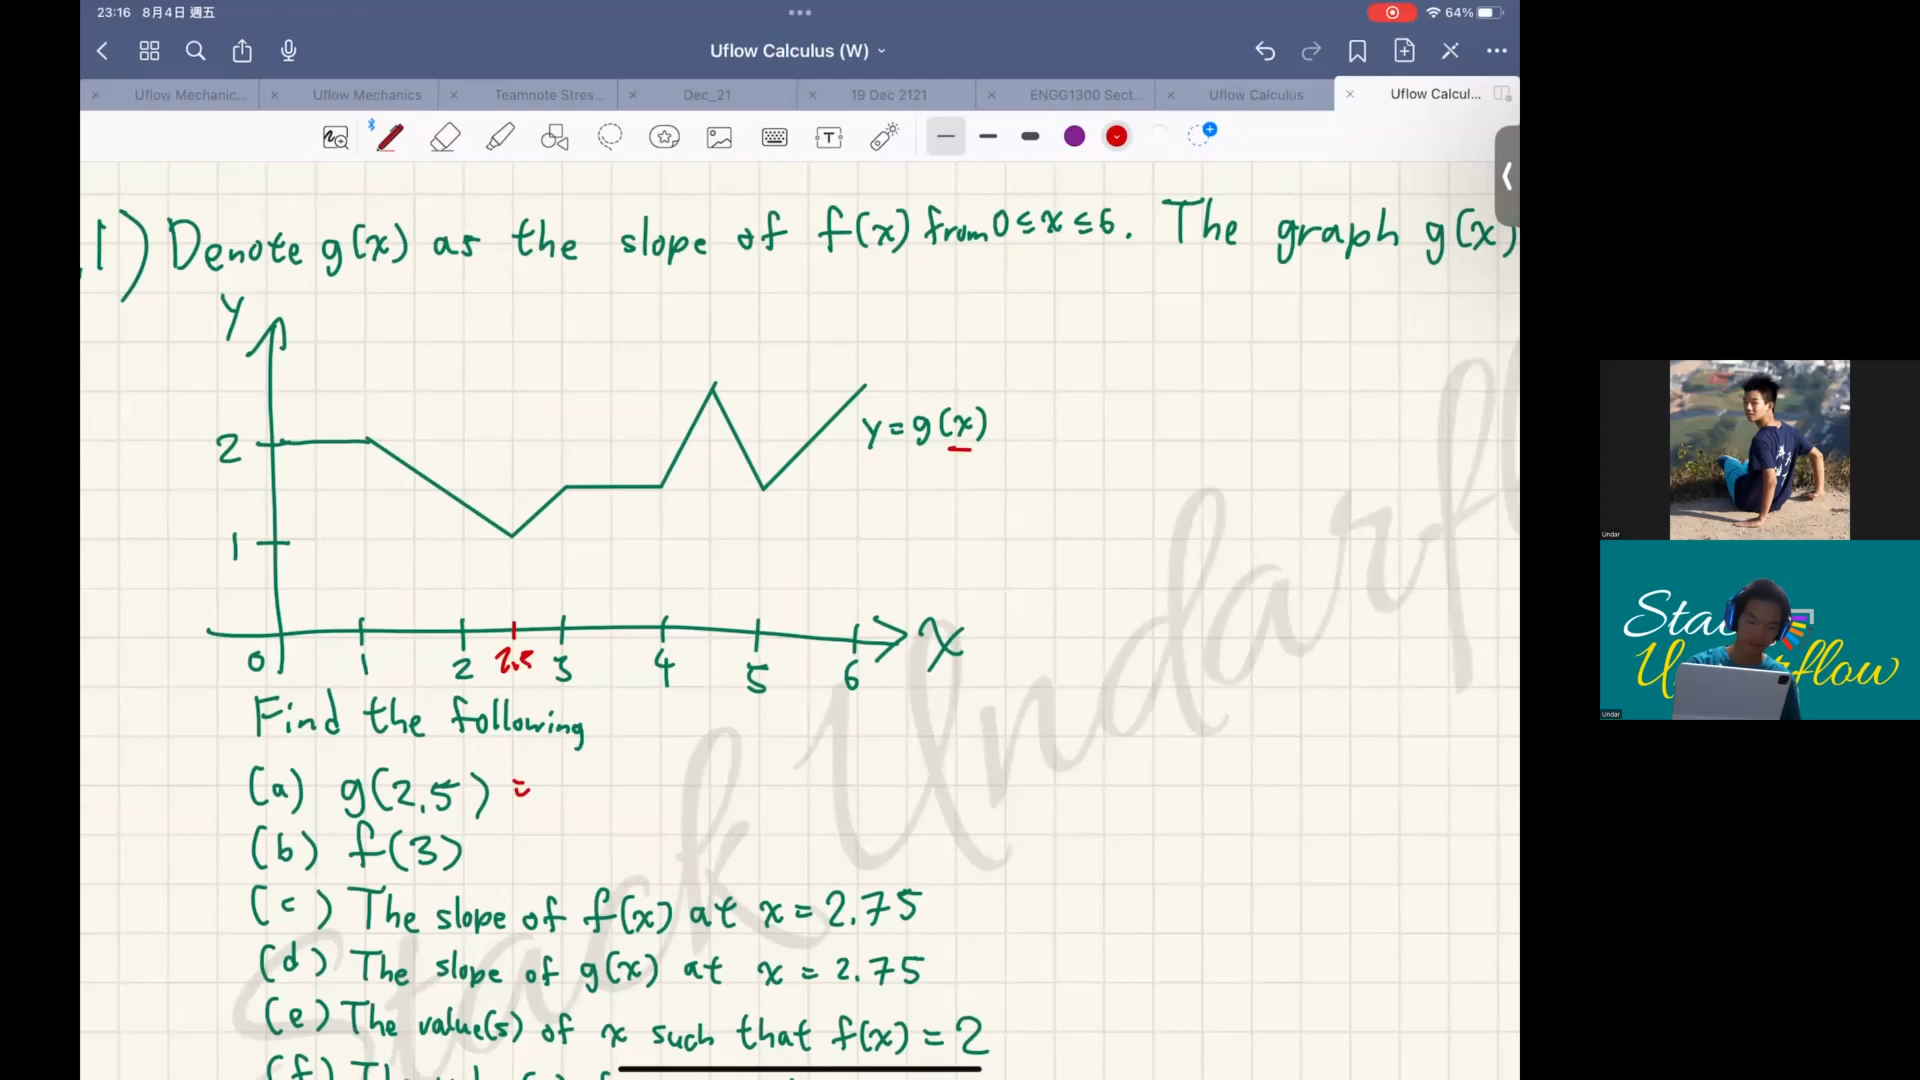 23:16 8月4日 週五
64%
Uflow Calculus (W)
Uflow Mechanic...
Uflow Mechanics
Teamnote Stres...
Dec_21
19 Dec 2121
ENGG1300 Sect...
Uflow Calculus
Uflow Calcul...
T
.1) Denote g(x) as the slope of f(x) from 0≤x≤6. The graph g(x)
Y
2
y=g(x)
1
0 1 2 2.5 3 4 5 6 X
Find the following
(a) g(2.5) =
(b) f(3)
(c) The slope of f(x) at x = 2.75
(d) The slope of g(x) at x = 2.75
(e) The value(s) of x such that f(x) = 2
Stack Undarfl
Undar
Undar